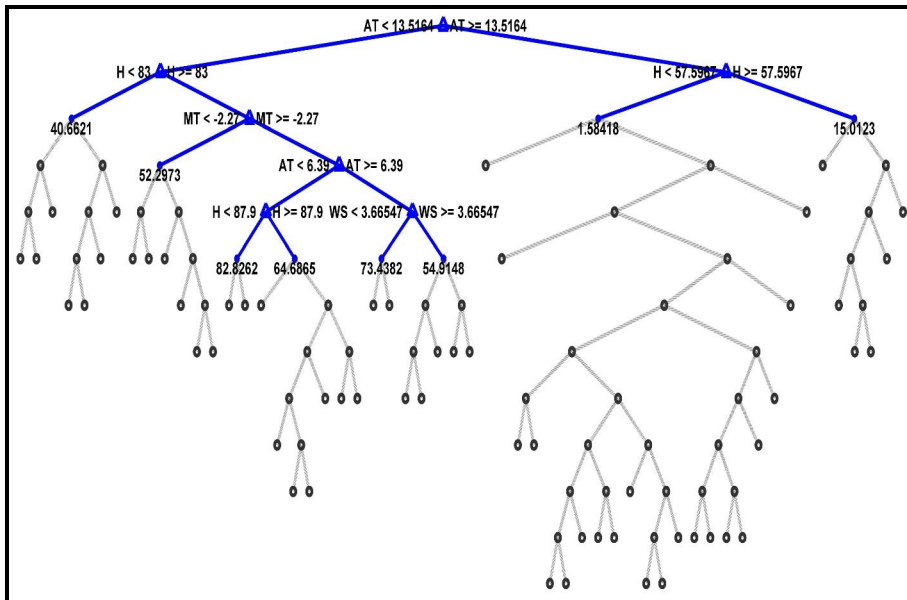 AT < 13.5164 AT >= 13.5164
H < 83 H >= 83
H < 57.5967 H >= 57.5967
40.6621
MT < -2.27 MT >= -2.27
1.58418
15.0123
52.2973
AT < 6.39 AT >= 6.39
H < 87.9 H >= 87.9
WS < 3.66547 WS >= 3.66547
82.8262
64.6865
73.4382
54.9148